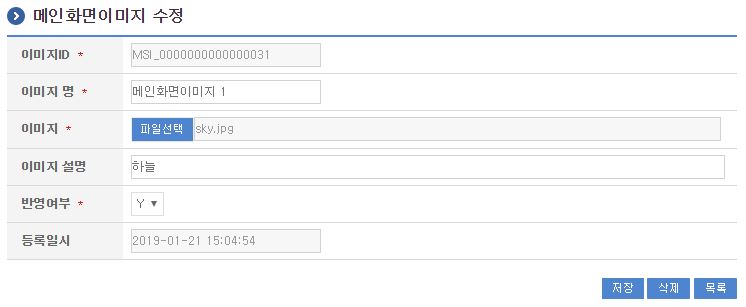 메인화면이미지 수정
이미지ID * MSI_0000000000000031
이미지 명 * 메인화면이미지 1
이미지 * 파일선택 sky.jpg
이미지 설명 하늘
반영여부 * Y ▼
등록일시 2019-01-21 15:04:54
저장 삭제 목록